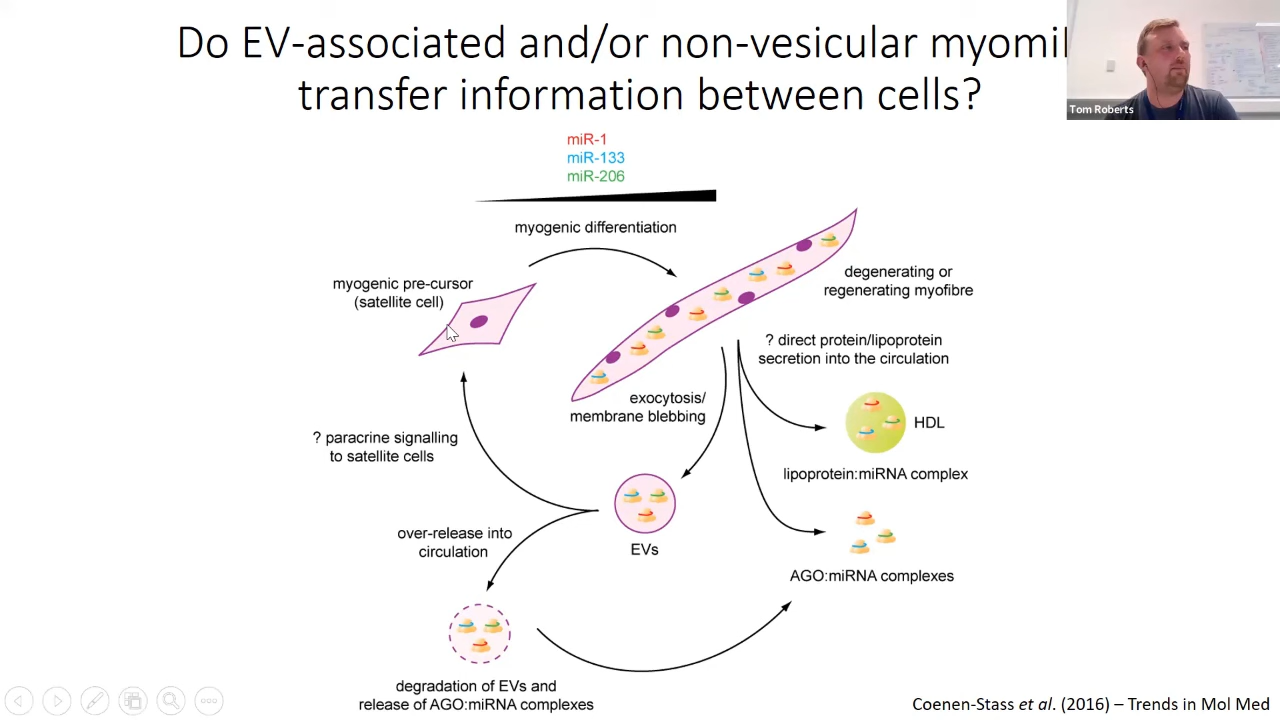 Do EV-associated and/or non-vesicular
transfer information between cells?
Tom Roberts
miR-1
miR-133
miR-206
myogenic differentiation
myogenic pre-cursor
(satellite cell)
degenerating or
regenerating myofibre
? direct protein/lipoprotein
secretion into the circulation
exocytosis/
membrane blebbing
HDL
? paracrine signalling
to satellite cells
lipoprotein:miRNA complex
over-release into
circulation
EVs
AGO:miRNA complexes
degradation of EVs and
release of AGO:miRNA complexes
Coenen-Stass et al. (2016) – Trends in Mol Med